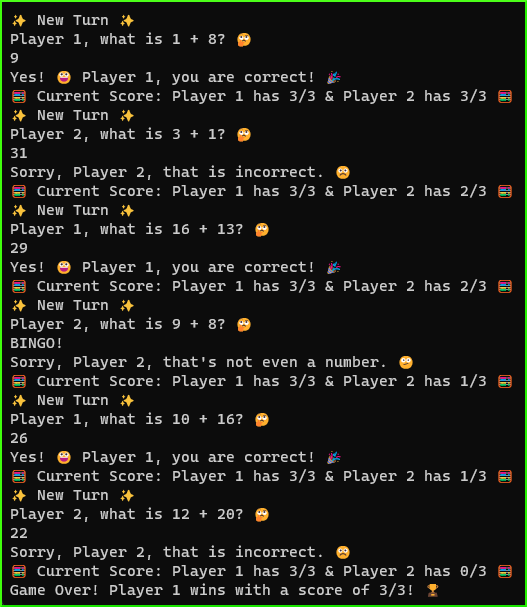 ✨ New Turn ✨
Player 1, what is 1 + 8? 🤔
9
Yes! 😀 Player 1, you are correct! 🎉
🧮 Current Score: Player 1 has 3/3 & Player 2 has 3/3 🧮
✨ New Turn ✨
Player 2, what is 3 + 1? 🤔
31
Sorry, Player 2, that is incorrect. 🙁
🧮 Current Score: Player 1 has 3/3 & Player 2 has 2/3 🧮
✨ New Turn ✨
Player 1, what is 16 + 13? 🤔
29
Yes! 😀 Player 1, you are correct! 🎉
🧮 Current Score: Player 1 has 3/3 & Player 2 has 2/3 🧮
✨ New Turn ✨
Player 2, what is 9 + 8? 🤔
BINGO!
Sorry, Player 2, that's not even a number. 🙄
🧮 Current Score: Player 1 has 3/3 & Player 2 has 1/3 🧮
✨ New Turn ✨
Player 1, what is 10 + 16? 🤔
26
Yes! 😀 Player 1, you are correct! 🎉
🧮 Current Score: Player 1 has 3/3 & Player 2 has 1/3 🧮
✨ New Turn ✨
Player 2, what is 12 + 20? 🤔
22
Sorry, Player 2, that is incorrect. 🙁
🧮 Current Score: Player 1 has 3/3 & Player 2 has 0/3 🧮
Game Over! Player 1 wins with a score of 3/3! 🏆